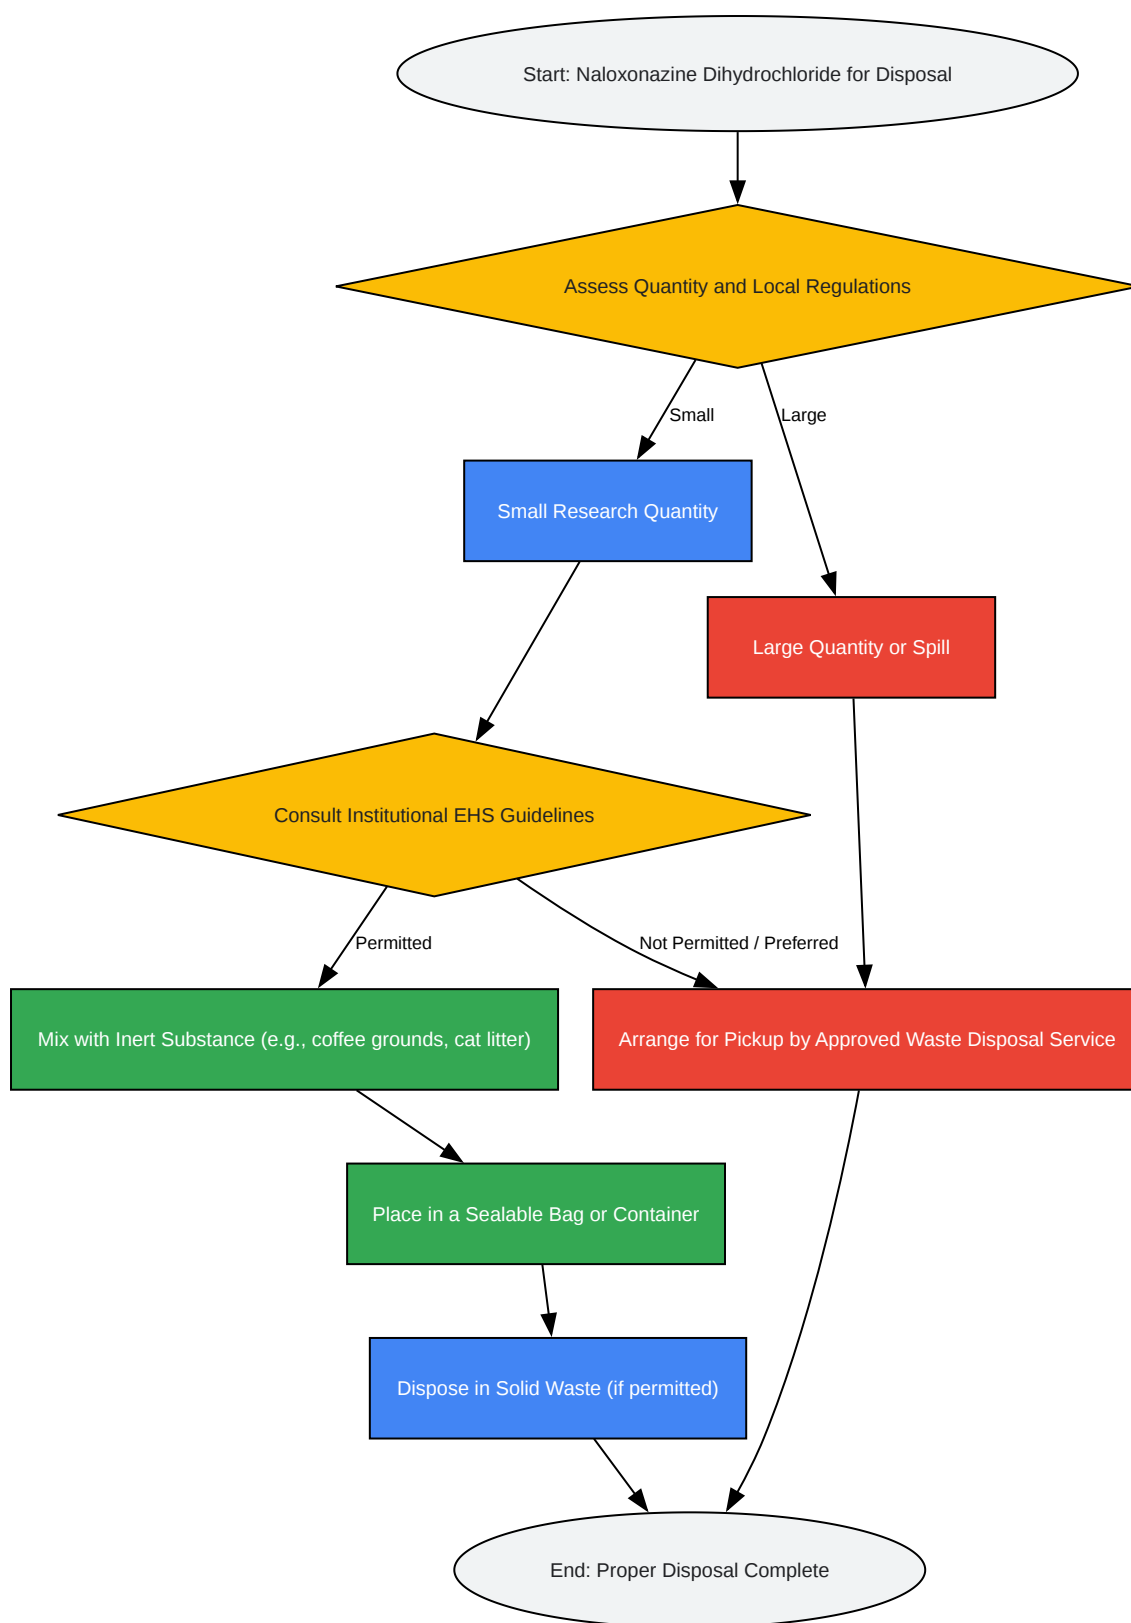 Start: Naloxonazine Dihydrochloride for Disposal
Assess Quantity and Local Regulations
Small
Large
Small Research Quantity
Large Quantity or Spill
Consult Institutional EHS Guidelines
Permitted
Not Permitted / Preferred
Mix with Inert Substance (e.g., coffee grounds, cat litter)
Arrange for Pickup by Approved Waste Disposal Service
Place in a Sealable Bag or Container
Dispose in Solid Waste (if permitted)
End: Proper Disposal Complete